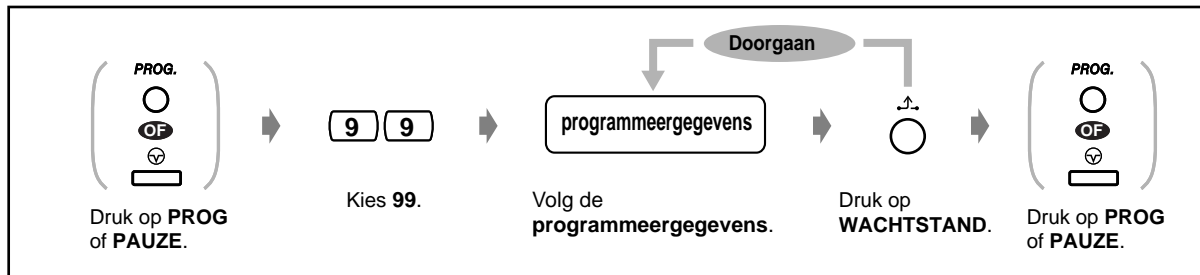 Doorgaan
PROG.
OF
9 9
programmeergegevens
PROG.
OF
Druk op PROG
of PAUZE.
Kies 99.
Volg de
programmeergegevens.
Druk op
WACHTSTAND.
Druk op PROG
of PAUZE.